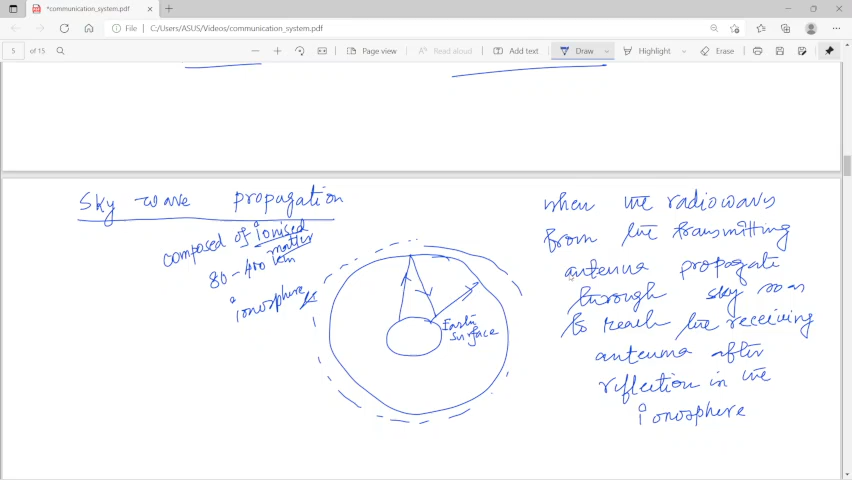 *communication_system.pdf
File
C:/Users/ASUS/Videos/communication_system.pdf
5
of 15
Page view
Read aloud
Add text
Draw
Highlight
Erase
Sky wave propagation
composed of ionised
matter
80-400 km
ionosphere
Earth
surface
when the radiowaves
from the transmitting
antenna propagate
through sky so as
to reach the receiving
antenna after
reflection in the
ionosphere